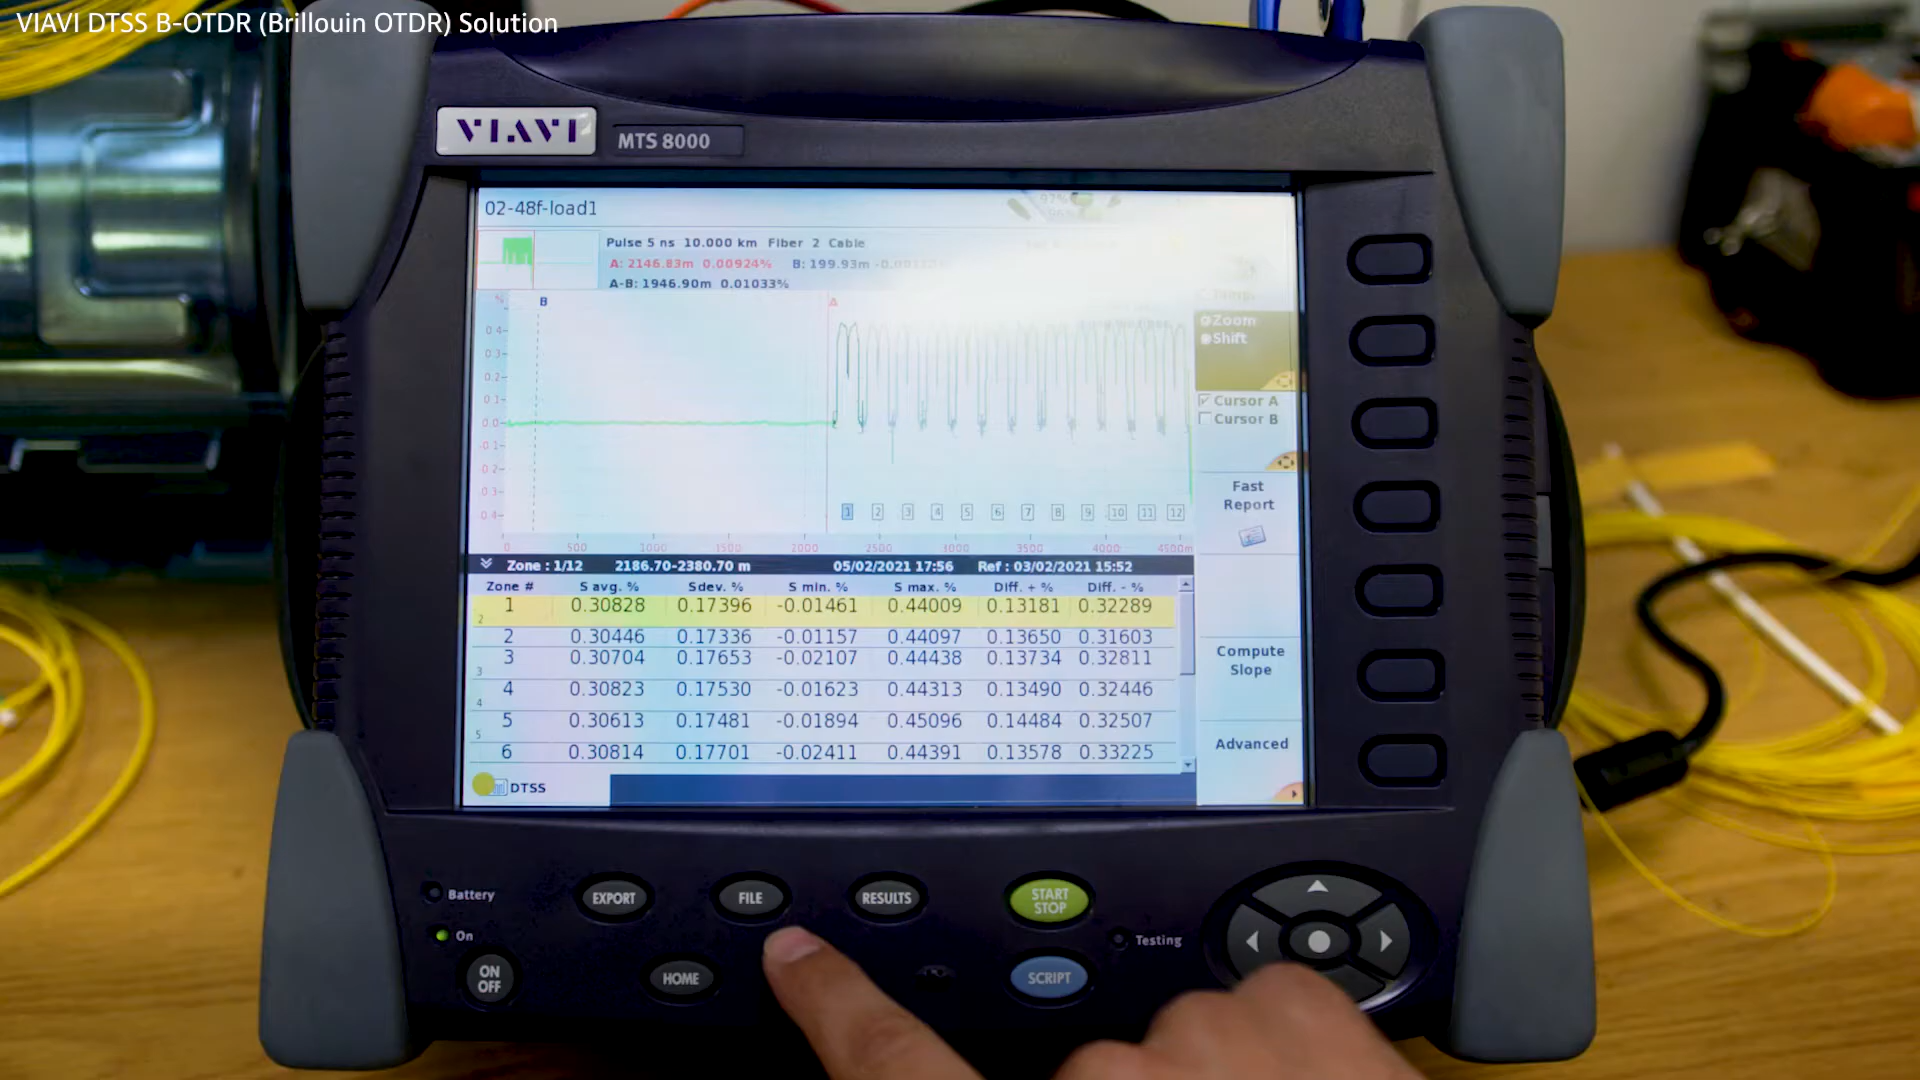 VIAVI DTSS B-OTDR (Brillouin OTDR) Solution
VIAVI
MTS 8000
02-48f-load1
Pulse 5 ns 10.000 km Fiber 2 Cable
A: 2146.83m 0.00924% B: 199.93m
A-B: 1946.90m 0.01033%
B
A
%
0.4
0.3
0.2
0.1
0.0
-0.1
-0.2
0.3
0.4
1 2 3 4 5 6 7 8 9 10 11 12
0 500 1000 1500 2000 2500 3000 3500 4000 4500m
Zoom
Shift
Cursor A
Cursor B
Fast
Report
Compute
Slope
Advanced
Zone : 1/12 2186.70-2380.70 m 05/02/2021 17:56 Ref : 03/02/2021 15:52
Zone # S avg. % Sdev. % S min. % S max. % Diff. + % Diff. - %
1 0.30828 0.17396 -0.01461 0.44009 0.13181 0.32289
2
2 0.30446 0.17336 -0.01157 0.44097 0.13650 0.31603
3 0.30704 0.17653 -0.02107 0.44438 0.13734 0.32811
3
4 0.30823 0.17530 -0.01623 0.44313 0.13490 0.32446
4
5 0.30613 0.17481 -0.01894 0.45096 0.14484 0.32507
5
6 0.30814 0.17701 -0.02411 0.44391 0.13578 0.33225
DTSS
Battery
On
ON
OFF
EXPORT
FILE
RESULTS
START
STOP
HOME
SCRIPT
Testing